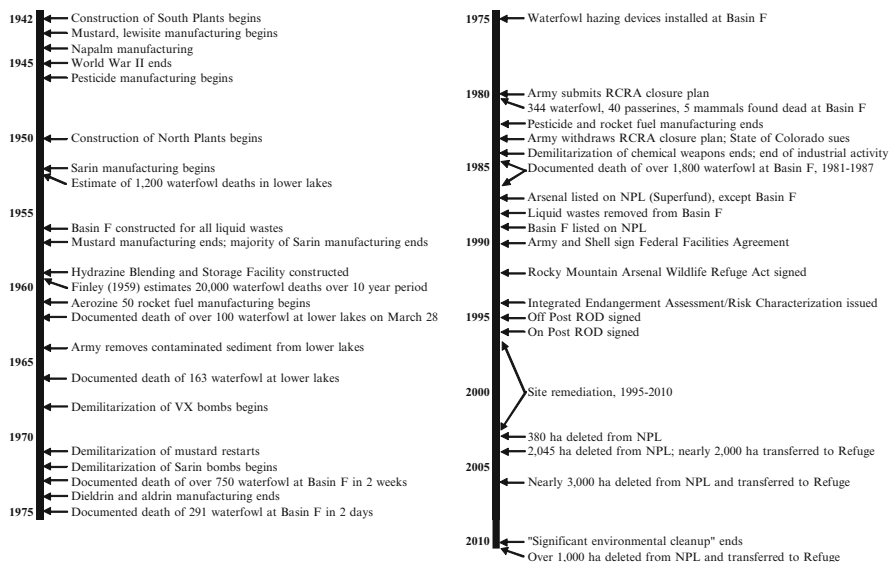 1942
Construction of South Plants begins
Mustard, lewisite manufacturing begins
Napalm manufacturing
1945
World War II ends
Pesticide manufacturing begins
1950
Construction of North Plants begins
Sarin manufacturing begins
Estimate of 1,200 waterfowl deaths in lower lakes
1955
Basin F constructed for all liquid wastes
Mustard manufacturing ends; majority of Sarin manufacturing ends
Hydrazine Blending and Storage Facility constructed
1960
Finley (1959) estimates 20,000 waterfowl deaths over 10 year period
Aerozine 50 rocket fuel manufacturing begins
Documented death of over 100 waterfowl at lower lakes on March 28
Army removes contaminated sediment from lower lakes
1965
Documented death of 163 waterfowl at lower lakes
Demilitarization of VX bombs begins
1970
Demilitarization of mustard restarts
Demilitarization of Sarin bombs begins
Documented death of over 750 waterfowl at Basin F in 2 weeks
Dieldrin and aldrin manufacturing ends
1975
Documented death of 291 waterfowl at Basin F in 2 days
1975
Waterfowl hazing devices installed at Basin F
1980
Army submits RCRA closure plan
344 waterfowl, 40 passerines, 5 mammals found dead at Basin F
Pesticide and rocket fuel manufacturing ends
Army withdraws RCRA closure plan; State of Colorado sues
Demilitarization of chemical weapons ends; end of industrial activity
1985
Documented death of over 1,800 waterfowl at Basin F, 1981-1987
Arsenal listed on NPL (Superfund), except Basin F
Liquid wastes removed from Basin F
Basin F listed on NPL
1990
Army and Shell sign Federal Facilities Agreement
Rocky Mountain Arsenal Wildlife Refuge Act signed
Integrated Endangerment Assessment/Risk Characterization issued
1995
Off Post ROD signed
On Post ROD signed
2000
Site remediation, 1995-2010
380 ha deleted from NPL
2,045 ha deleted from NPL; nearly 2,000 ha transferred to Refuge
2005
Nearly 3,000 ha deleted from NPL and transferred to Refuge
2010
"Significant environmental cleanup" ends
Over 1,000 ha deleted from NPL and transferred to Refuge